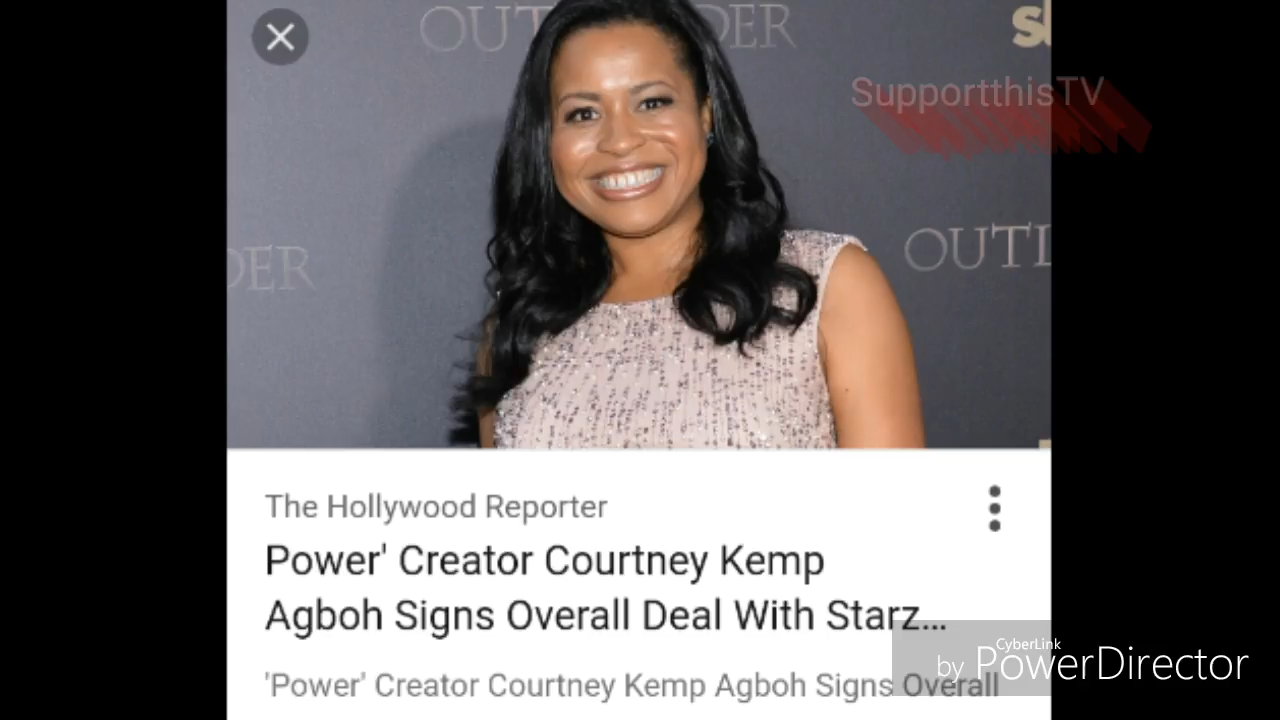 OUT DER
SupportthisTV
OUTL
DER
The Hollywood Reporter
Power' Creator Courtney Kemp
Agboh Signs Overall Deal With Starz...
CyberLink
by PowerDirector
'Power' Creator Courtney Kemp Agboh Signs Overall